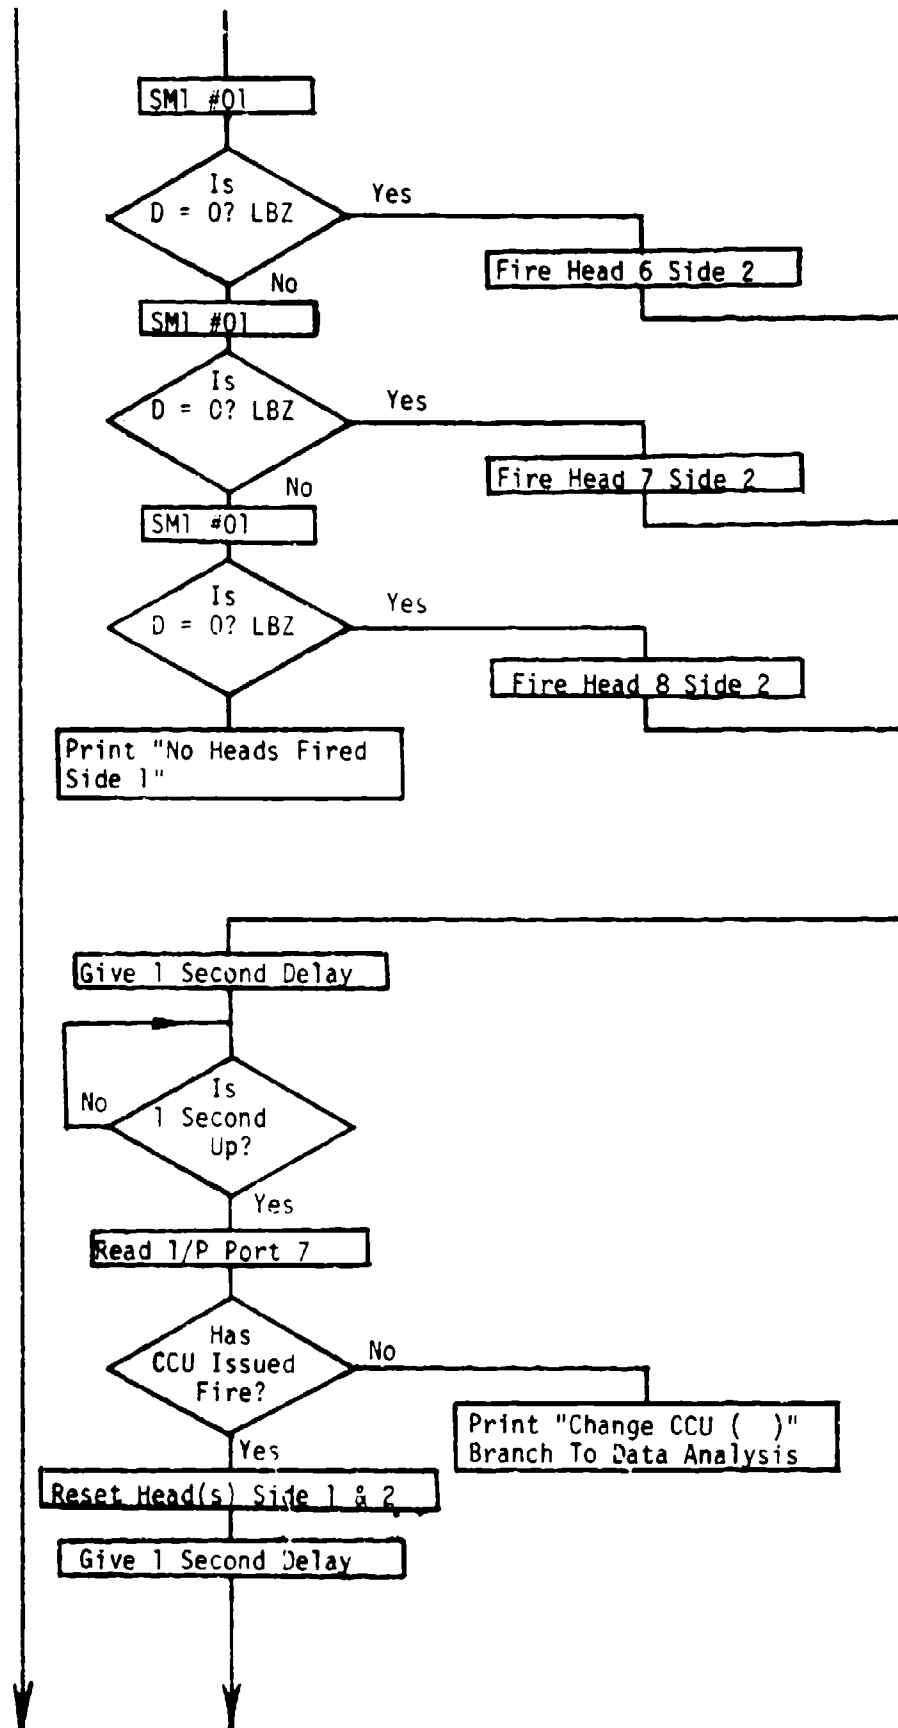 SM1 #01
Is
D = 0? LBZ
Yes
Fire Head 6 Side 2
No
SM1 #01
Is
D = 0? LBZ
Yes
Fire Head 7 Side 2
No
SM1 #01
Is
D = 0? LBZ
Yes
Fire Head 8 Side 2
Print "No Heads Fired
Side 1"
Give 1 Second Delay
Is
1 Second
Up?
No
Yes
Read 1/P Port 7
Has
CCU Issued
Fire?
No
Print "Change CCU (  )"
Branch To Data Analysis
Yes
Reset Head(s) Side 1 & 2
Give 1 Second Delay